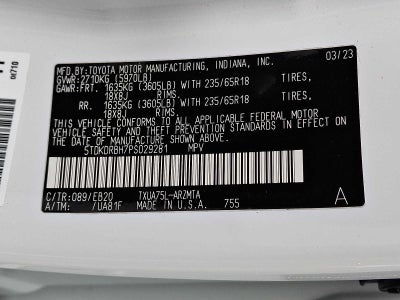 MFD.BY:TOYOTA MOTOR MANUFACTURING, INDIANA, INC. 03/23
GVWR:2710KG (5970LB)
GAWR:FRT. 1635KG (3605LB) WITH 235/65R18 TIRES,
18X8J RIMS,
RR. 1635KG (3605LB) WITH 235/65R18 TIRES,
18X8J RIMS,
THIS VEHICLE CONFORMS TO ALL APPLICABLE FEDERAL MOTOR
VEHICLE SAFETY AND THEFT PREVENTION STANDARDS IN EFFECT ON
THE DATE OF MANUFACTURE SHOWN ABOVE.
5TDKDRBH7PS029281 MPV
C/TR:089/EB20 TXUA75L-ARZMTA A
A/TM: /UA81F MADE IN U.S.A. 755
0r710